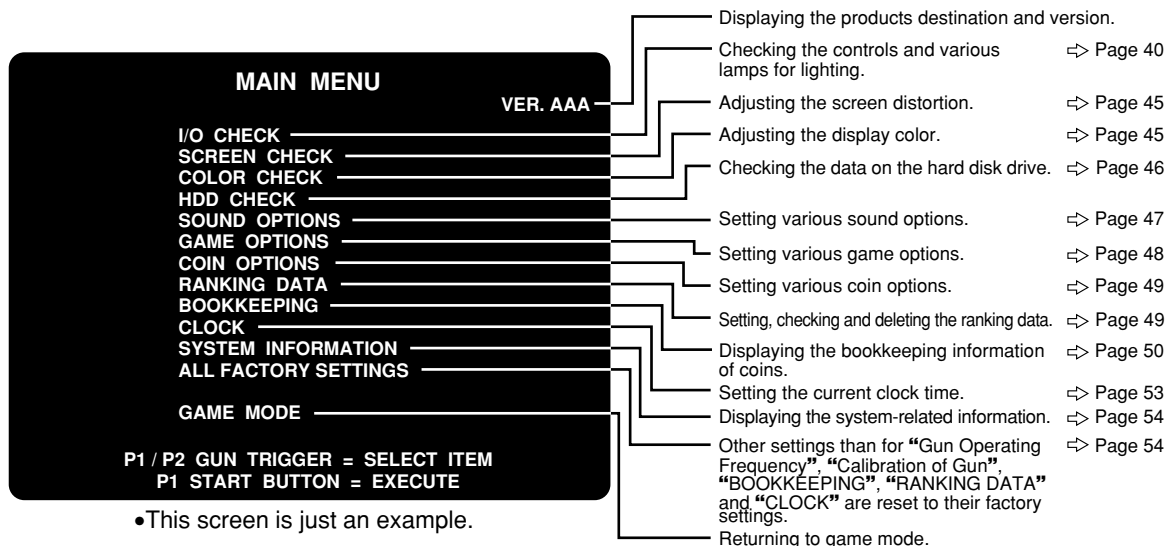 MAIN MENU
VER. AAA
I/O CHECK
SCREEN CHECK
COLOR CHECK
HDD CHECK
SOUND OPTIONS
GAME OPTIONS
COIN OPTIONS
RANKING DATA
BOOKKEEPING
CLOCK
SYSTEM INFORMATION
ALL FACTORY SETTINGS
GAME MODE
P1 / P2 GUN TRIGGER = SELECT ITEM
P1 START BUTTON = EXECUTE
•This screen is just an example.
Displaying the products destination and version.
Checking the controls and various ⇨ Page 40
lamps for lighting.
Adjusting the screen distortion. ⇨ Page 45
Adjusting the display color. ⇨ Page 45
Checking the data on the hard disk drive. ⇨ Page 46
Setting various sound options. ⇨ Page 47
Setting various game options. ⇨ Page 48
Setting various coin options. ⇨ Page 49
Setting, checking and deleting the ranking data. ⇨ Page 49
Displaying the bookkeeping information ⇨ Page 50
of coins.
Setting the current clock time. ⇨ Page 53
Displaying the system-related information. ⇨ Page 54
Other settings than for “Gun Operating ⇨ Page 54
Frequency”, “Calibration of Gun”,
“BOOKKEEPING”, “RANKING DATA”
and “CLOCK” are reset to their factory
settings.
Returning to game mode.